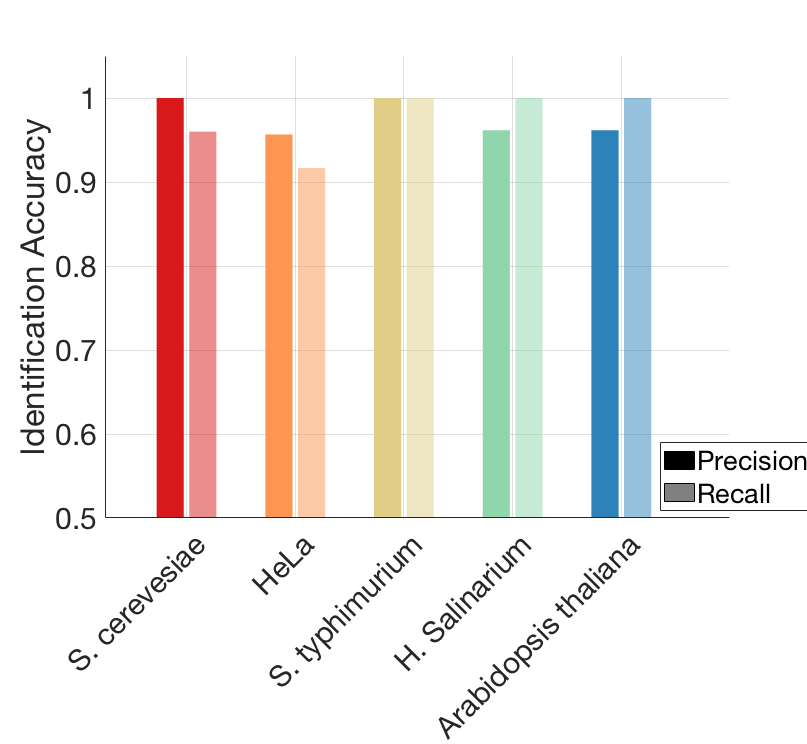 Identification Accuracy
1
0.9
0.8
0.7
0.6
0.5
Precision
Recall
S. cerevesiae
HeLa
S. typhimurium
H. Salinarium
Arabidopsis thaliana